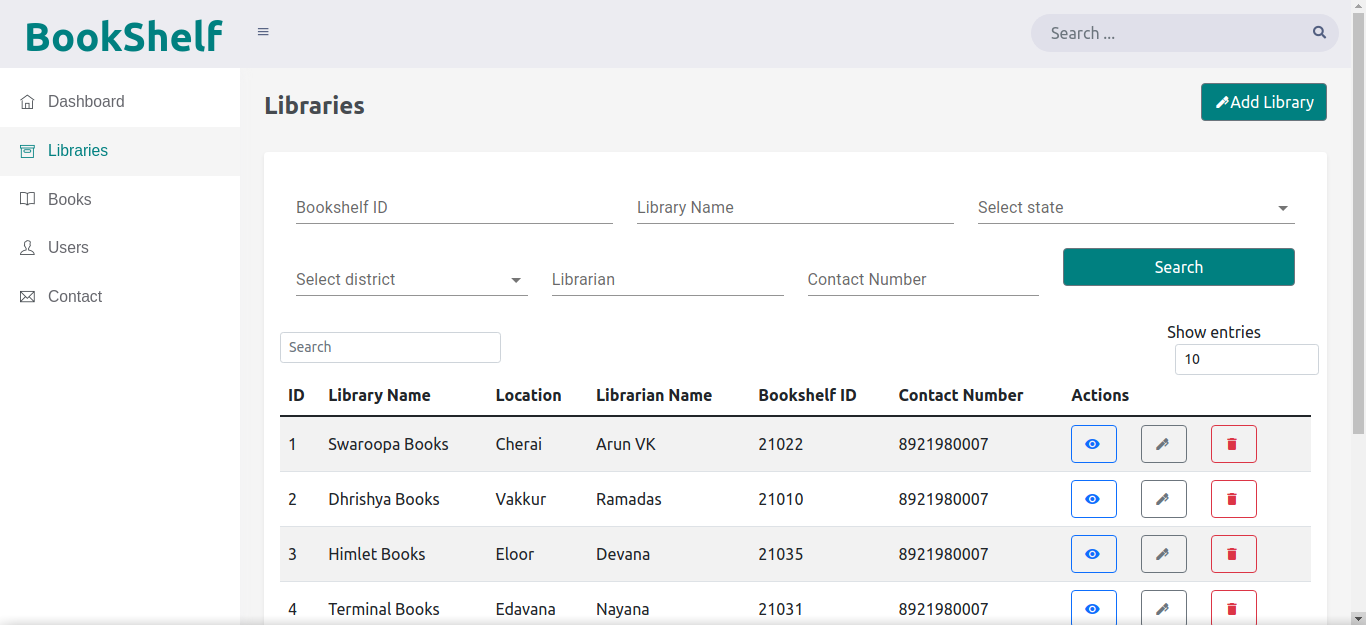 BookShelf
Search ...
Dashboard
Libraries
Books
Users
Contact
Libraries
Add Library
Bookshelf ID Library Name Select state
Select district Librarian Contact Number Search
Show entries
Search 10
ID Library Name Location Librarian Name Bookshelf ID Contact Number Actions
1 Swaroopa Books Cherai Arun VK 21022 8921980007
2 Dhrishya Books Vakkur Ramadas 21010 8921980007
3 Himlet Books Eloor Devana 21035 8921980007
4 Terminal Books Edavana Nayana 21031 8921980007